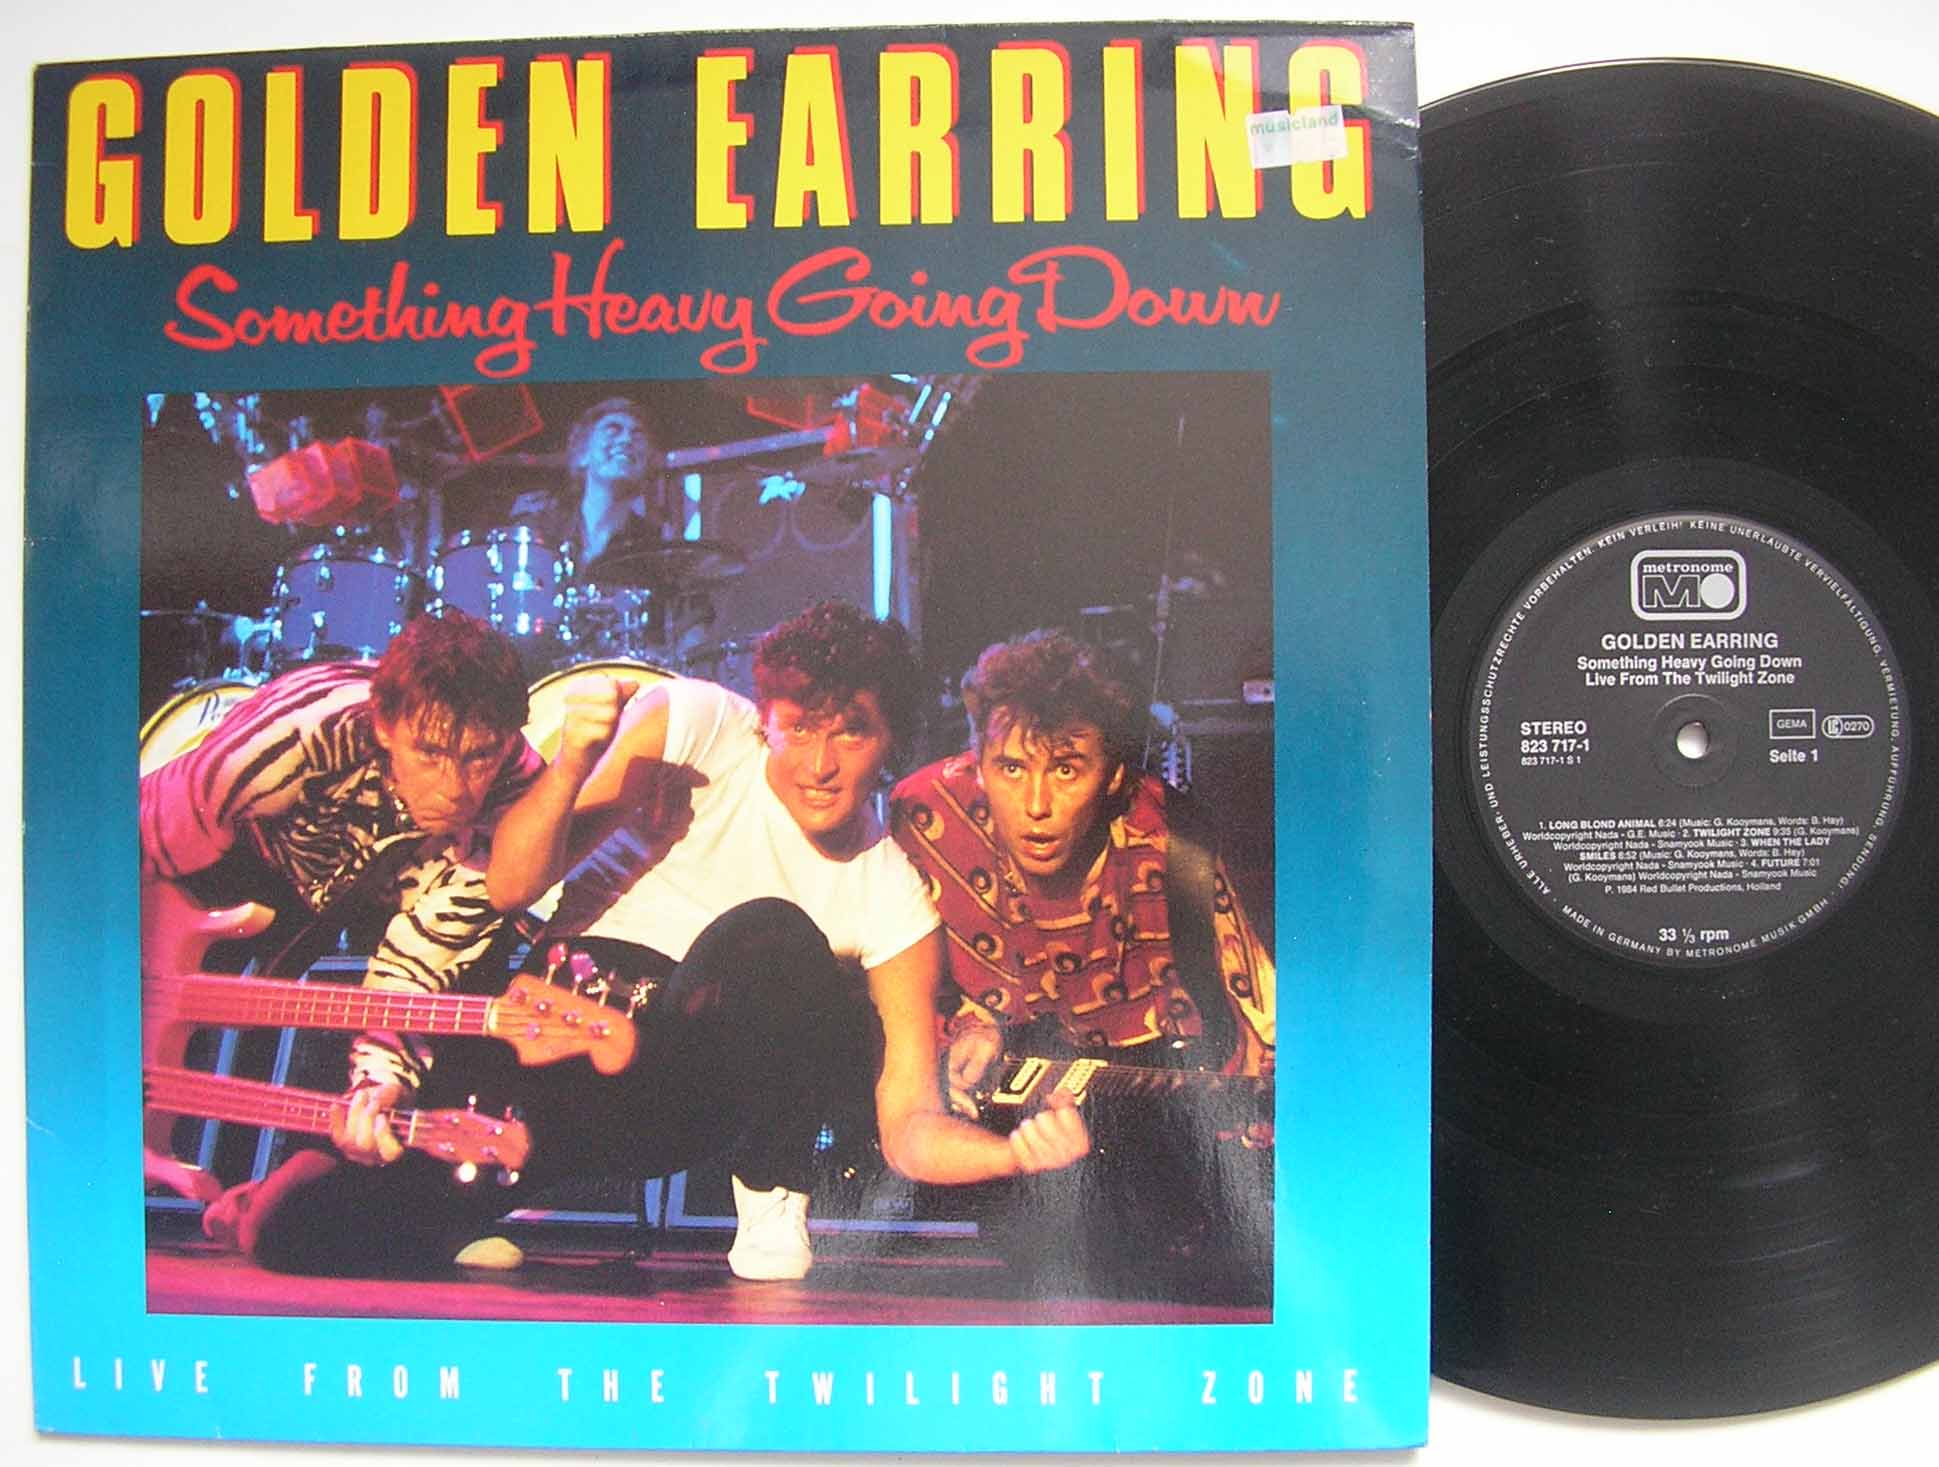 GOLDEN EARRING
musicland
Something Heavy Going Down
LIVE FROM THE TWILIGHT ZONE
ALLE URHEBER- UND LEISTUNGSSCHUTZRECHTE VORBEHALTEN. KEIN VERLEIH! KEINE UNERLAUBTE VERVIELFÄLTIGUNG, VERMIETUNG, AUFFÜHRUNG, SENDUNG!
metronome
M
GOLDEN EARRING
Something Heavy Going Down
Live From The Twilight Zone
STEREO
823 717-1
823 717-1 S 1
GEMA
LC 0270
Seite 1
1. LONG BLOND ANIMAL 6:24 (Music: G. Kooymans, Words: B. Hay)
Worldcopyright Nada - G.E. Music · 2. TWILIGHT ZONE 9:35 (G. Kooymans)
Worldcopyright Nada - Snamyook Music · 3. WHEN THE LADY
SMILES 6:52 (Music: G. Kooymans, Words: B. Hay)
Worldcopyright Nada - Snamyook Music · 4. FUTURE 7:01
(G. Kooymans) Worldcopyright Nada - Snamyook Music
P. 1984 Red Bullet Productions, Holland
33 ⅓ rpm
· MADE IN GERMANY BY METRONOME MUSIK GMBH ·